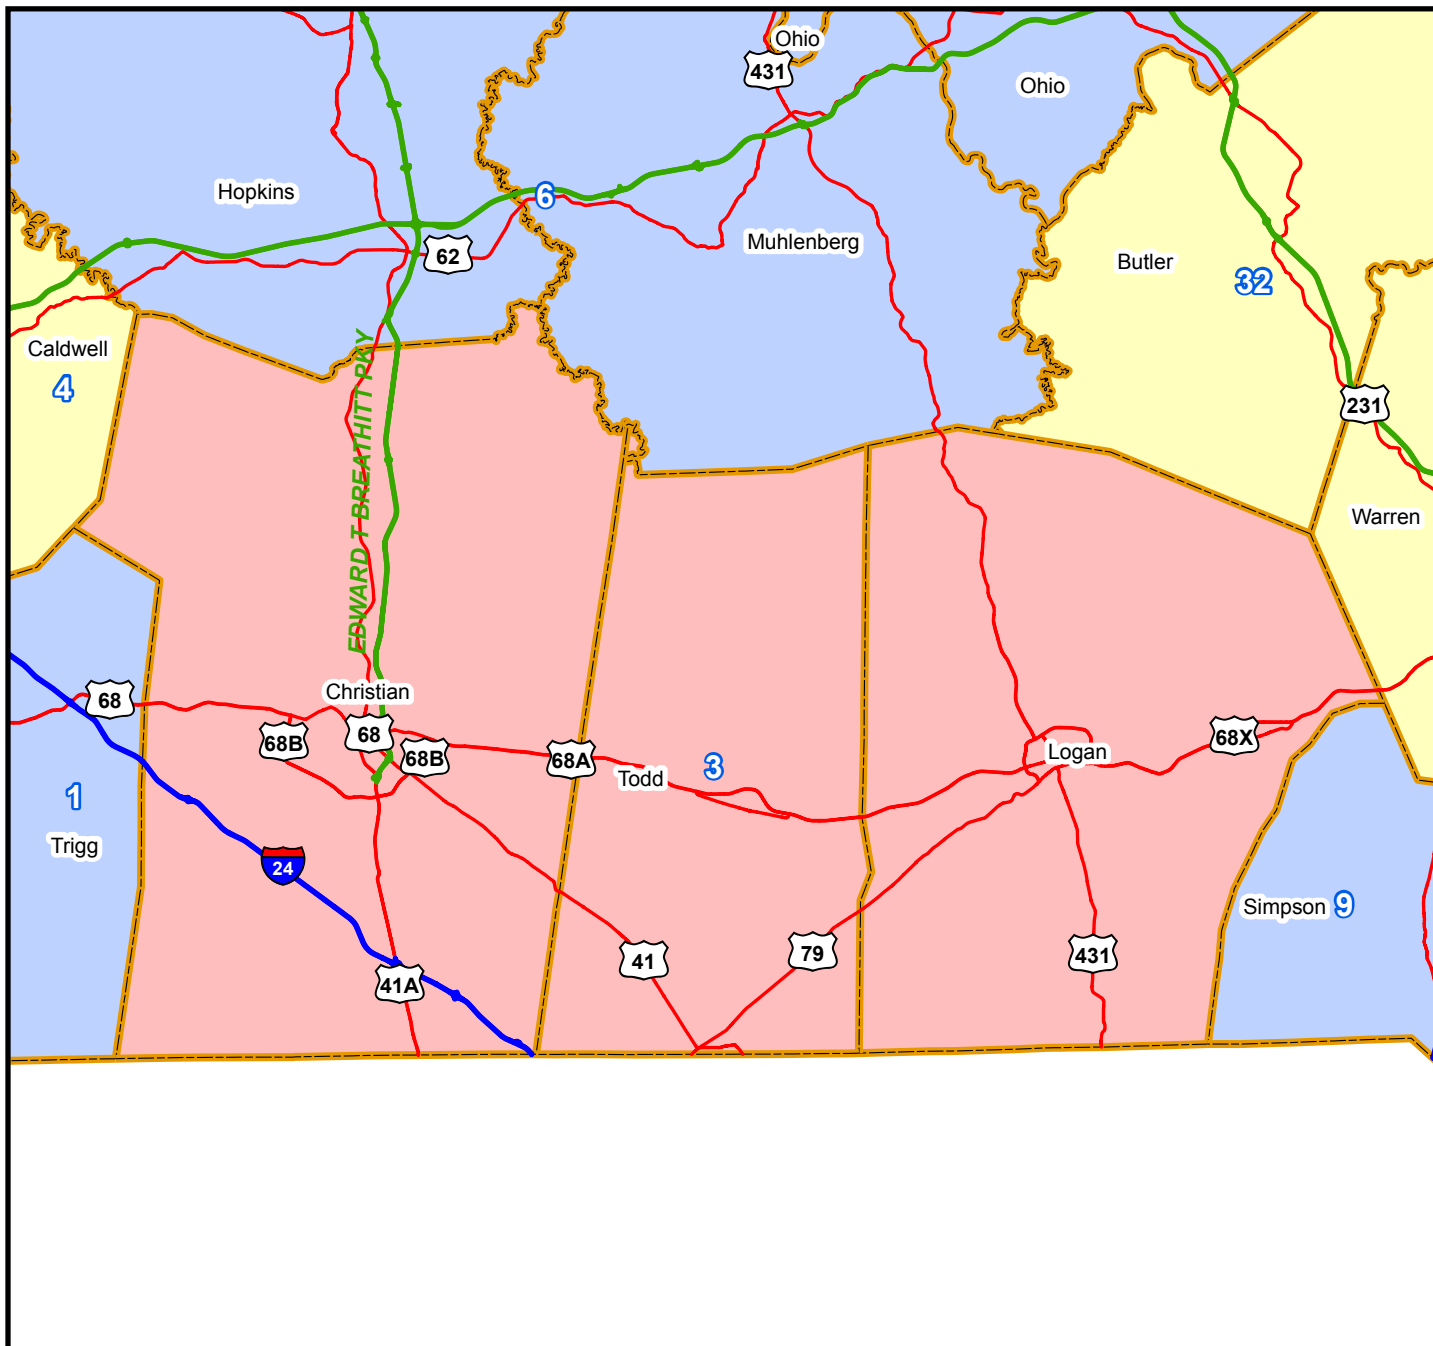 Ohio
431
Ohio
Hopkins
6
Muhlenberg
62
Butler
32
Caldwell
4
EDWARD T BREATHITT PKY
231
Warren
Christian
68
68
68B
68B
68A
Todd
3
Logan
68X
1
Trigg
24
Simpson
9
41A
41
79
431